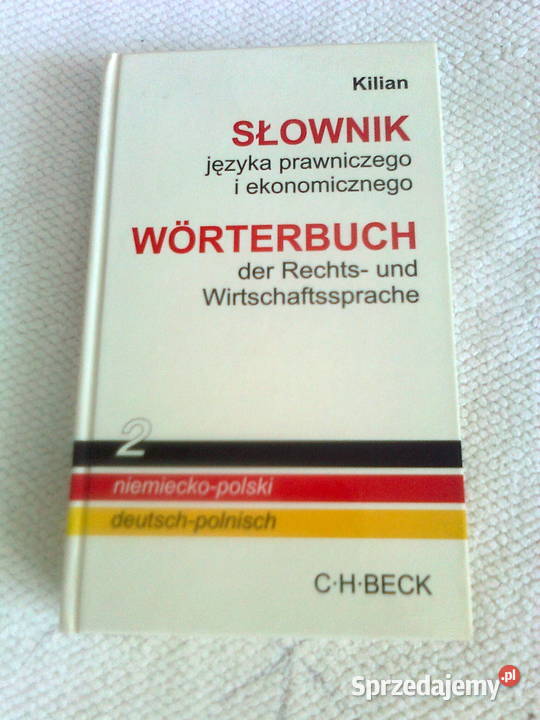 Kilian
SŁOWNIK
języka prawniczego
i ekonomicznego
WÖRTERBUCH
der Rechts- und
Wirtschaftssprache
2
niemiecko-polski
deutsch-polnisch
C·H·BECK
Sprzedajemy.pl